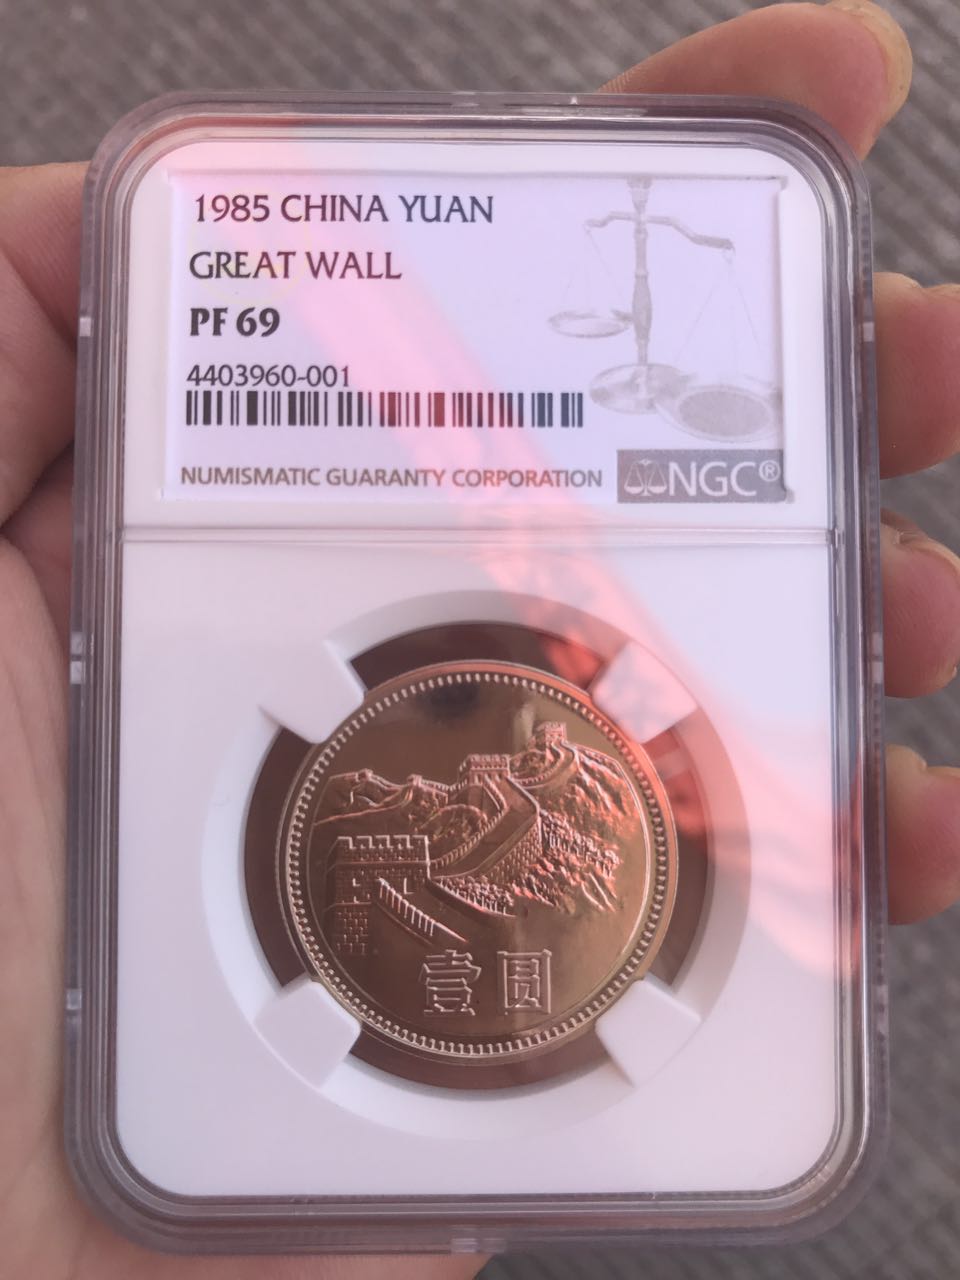 1985 CHINA YUAN
GREAT WALL
PF 69
4403960-001
NUMISMATIC GUARANTY CORPORATION
NGC®
壹圆